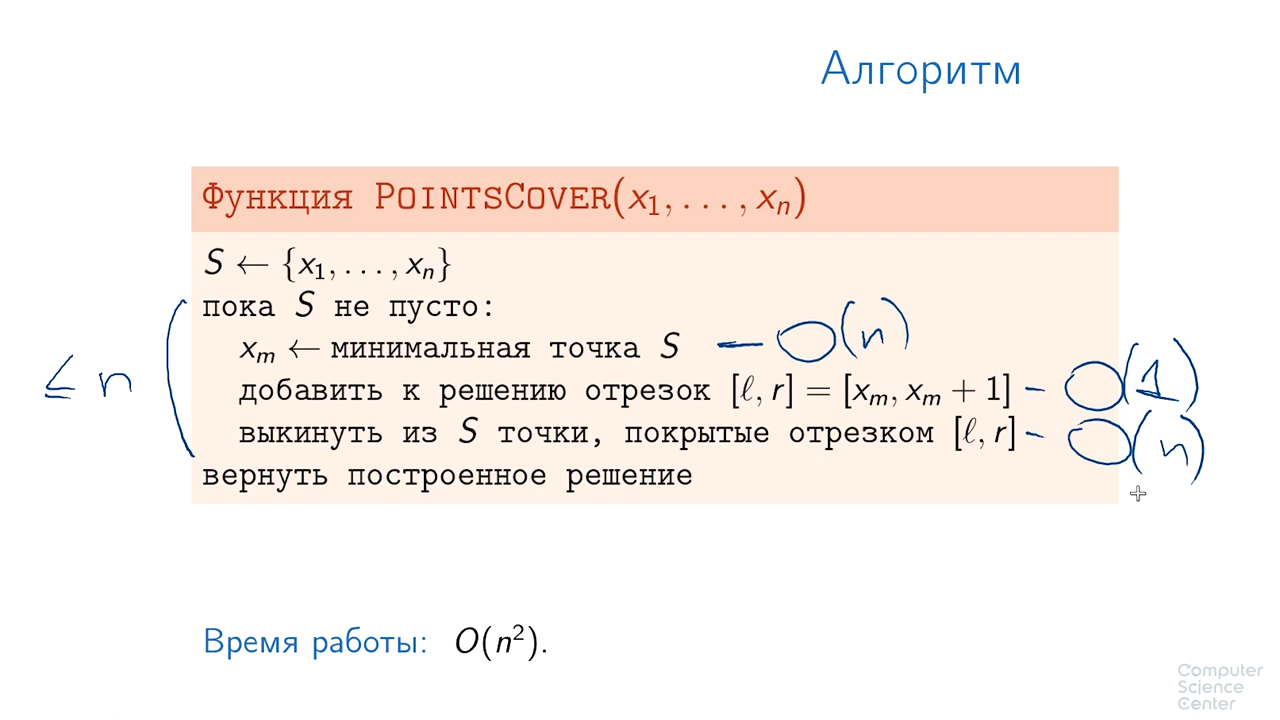 Алгоритм
Функция POINTSCOVER(x₁, . . . , xₙ)
S ← {x₁, . . . , xₙ}
пока S не пусто:
xₘ ← минимальная точка S — O(n)
добавить к решению отрезок [ℓ, r] = [xₘ, xₘ + 1] - O(1)
выкинуть из S точки, покрытые отрезком [ℓ, r] - O(n)
≤ n
вернуть построенное решение
Время работы: O(n²).
Computer
Science
Center